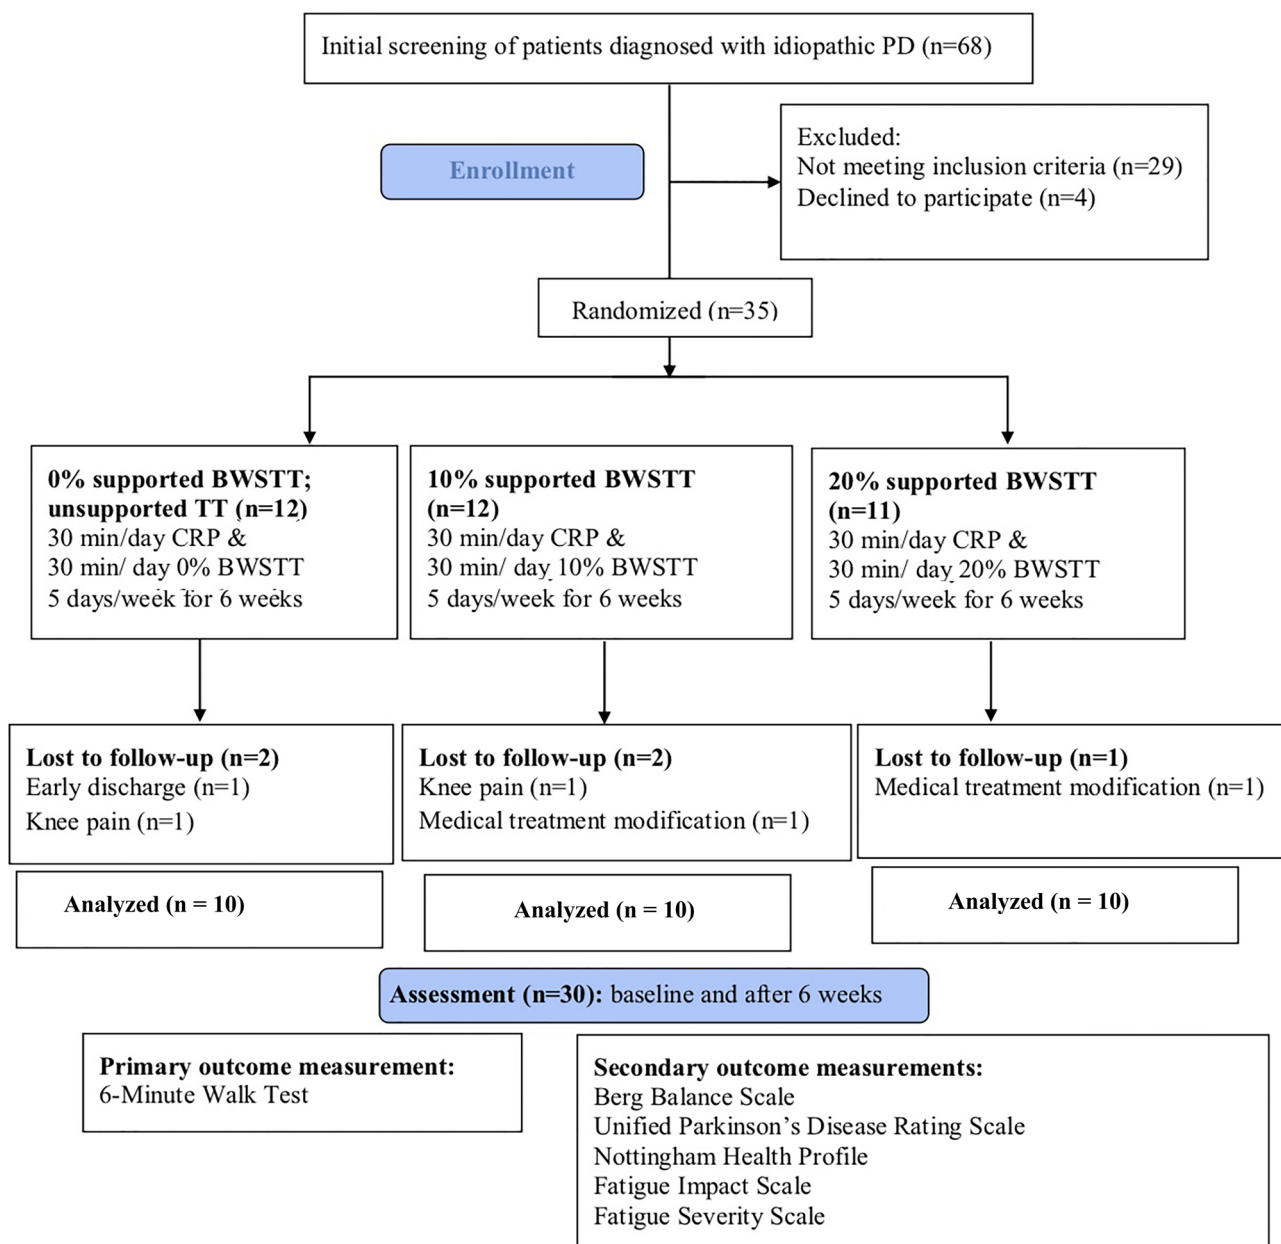 Initial screening of patients diagnosed with idiopathic PD (n=68)
Enrollment
Excluded:
Not meeting inclusion criteria (n=29)
Declined to participate (n=4)
Randomized (n=35)
0% supported BWSTT;
unsupported TT (n=12)
30 min/day CRP &
30 min/ day 0% BWSTT
5 days/week for 6 weeks
10% supported BWSTT
(n=12)
30 min/day CRP &
30 min/ day 10% BWSTT
5 days/week for 6 weeks
20% supported BWSTT
(n=11)
30 min/day CRP &
30 min/ day 20% BWSTT
5 days/week for 6 weeks
Lost to follow-up (n=2)
Early discharge (n=1)
Knee pain (n=1)
Lost to follow-up (n=2)
Knee pain (n=1)
Medical treatment modification (n=1)
Lost to follow-up (n=1)
Medical treatment modification (n=1)
Analyzed (n = 10)
Analyzed (n = 10)
Analyzed (n = 10)
Assessment (n=30): baseline and after 6 weeks
Primary outcome measurement:
6-Minute Walk Test
Secondary outcome measurements:
Berg Balance Scale
Unified Parkinson's Disease Rating Scale
Nottingham Health Profile
Fatigue Impact Scale
Fatigue Severity Scale